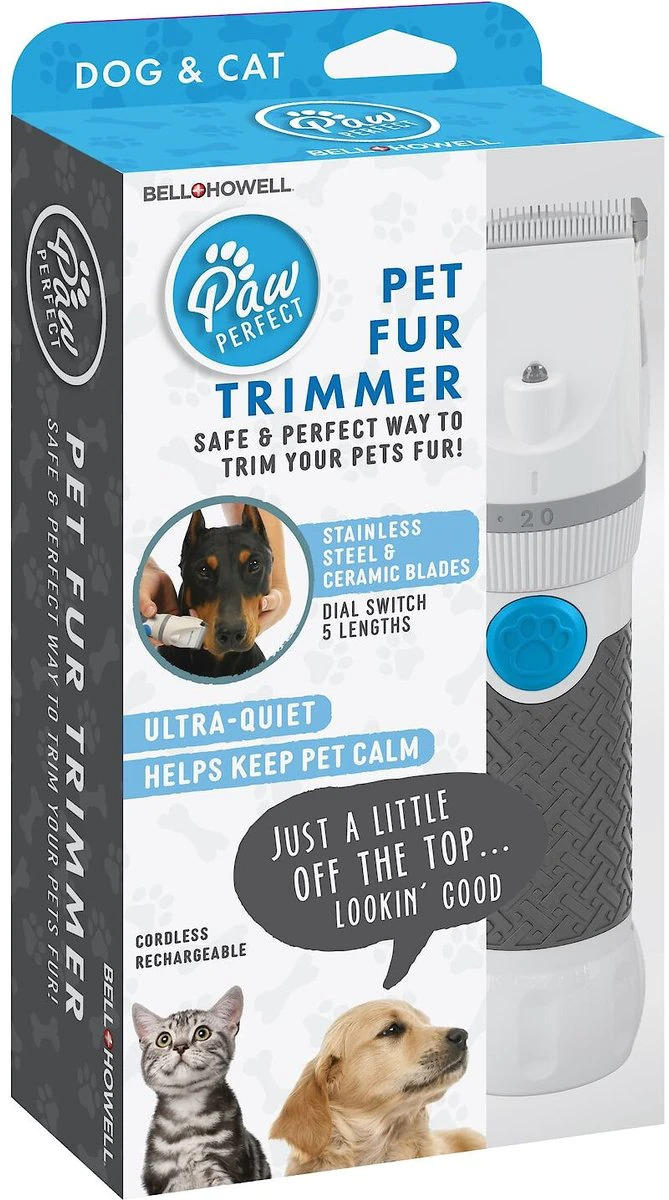 DOG & CAT
Paw
PERFECT
BELL+HOWELL
BELL+HOWELL
Paw
PERFECT
PET
FUR
TRIMMER
SAFE & PERFECT WAY TO
TRIM YOUR PETS FUR!
STAINLESS
STEEL &
CERAMIC BLADES
DIAL SWITCH
5 LENGTHS
· 20
ULTRA-QUIET
HELPS KEEP PET CALM
JUST A LITTLE
OFF THE TOP...
LOOKIN' GOOD
CORDLESS
RECHARGEABLE
Paw
PERFECT
PET FUR TRIMMER
SAFE & PERFECT WAY TO TRIM YOUR PETS FUR!
BELL+HOWELL